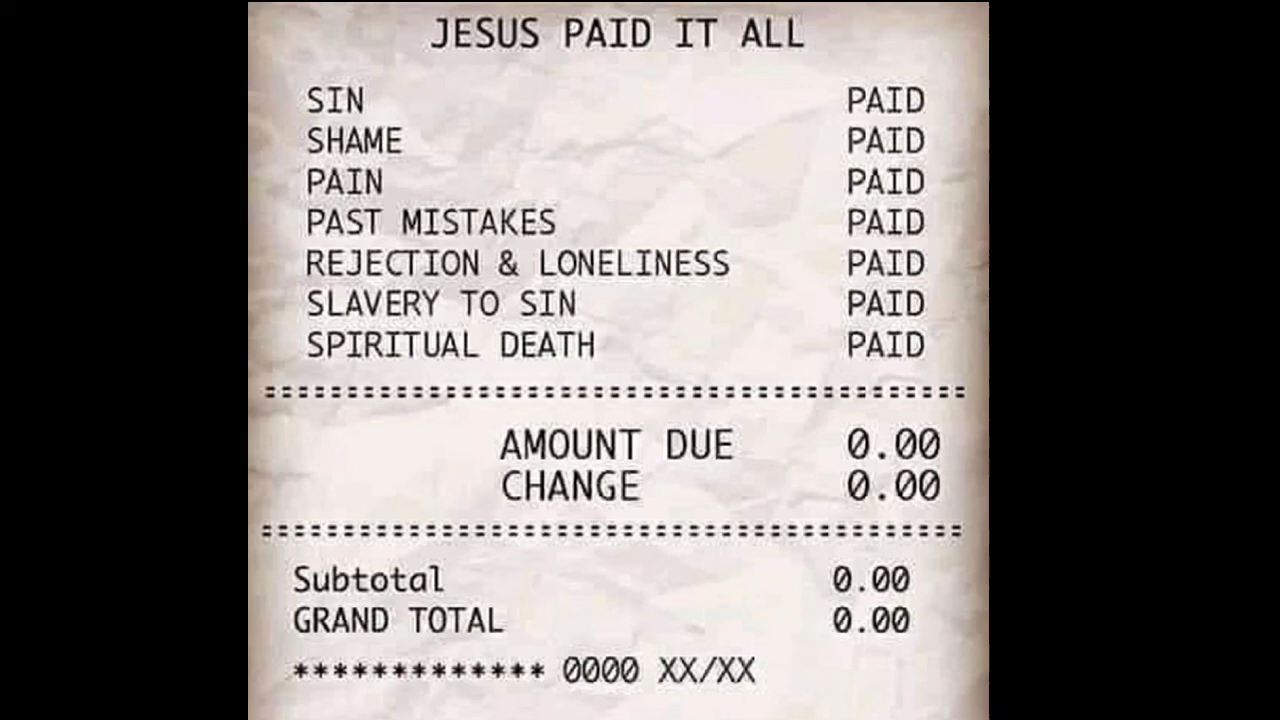 JESUS PAID IT ALL
SIN PAID
SHAME PAID
PAIN PAID
PAST MISTAKES PAID
REJECTION & LONELINESS PAID
SLAVERY TO SIN PAID
SPIRITUAL DEATH PAID
AMOUNT DUE 0.00
CHANGE 0.00
Subtotal 0.00
GRAND TOTAL 0.00
************* 0000 XX/XX